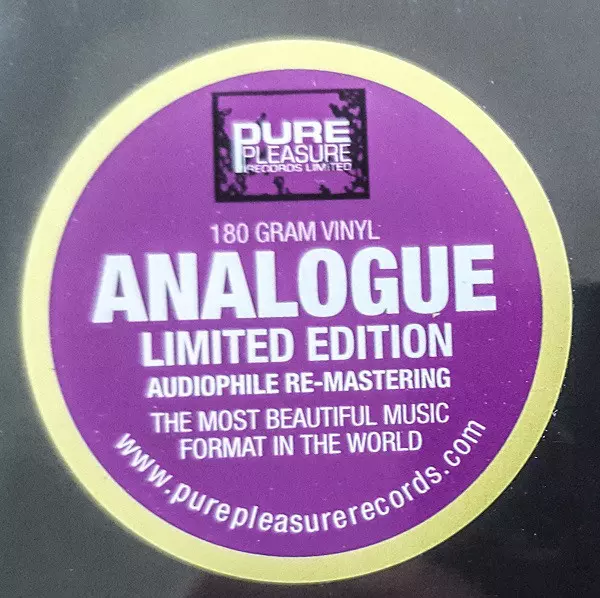 PURE
PLEASURE
RECORDS LIMITED
180 GRAM VINYL
ANALOGUE
LIMITED EDITION
AUDIOPHILE RE-MASTERING
THE MOST BEAUTIFUL MUSIC
FORMAT IN THE WORLD
www.purepleasurerecords.com